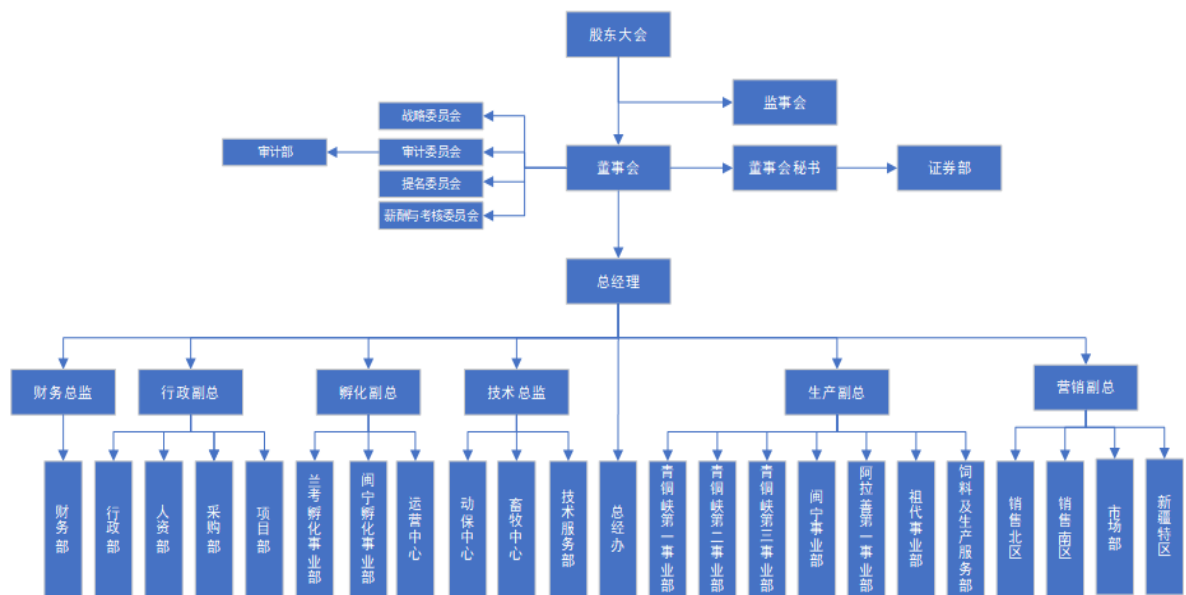 股东大会
监事会
战略委员会
审计部
审计委员会
董事会
董事会秘书
证券部
提名委员会
薪酬与考核委员会
总经理
财务总监
行政副总
孵化副总
技术总监
生产副总
营销副总
财务部
行政部
人资部
采购部
项目部
兰考孵化事业部
闽宁孵化事业部
运营中心
动保中心
畜牧中心
技术服务部
总经办
青铜峡第一事业部
青铜峡第二事业部
青铜峡第三事业部
闽宁事业部
阿拉善第一事业部
祖代事业部
饲料及生产服务部
销售北区
销售南区
市场部
新疆特区